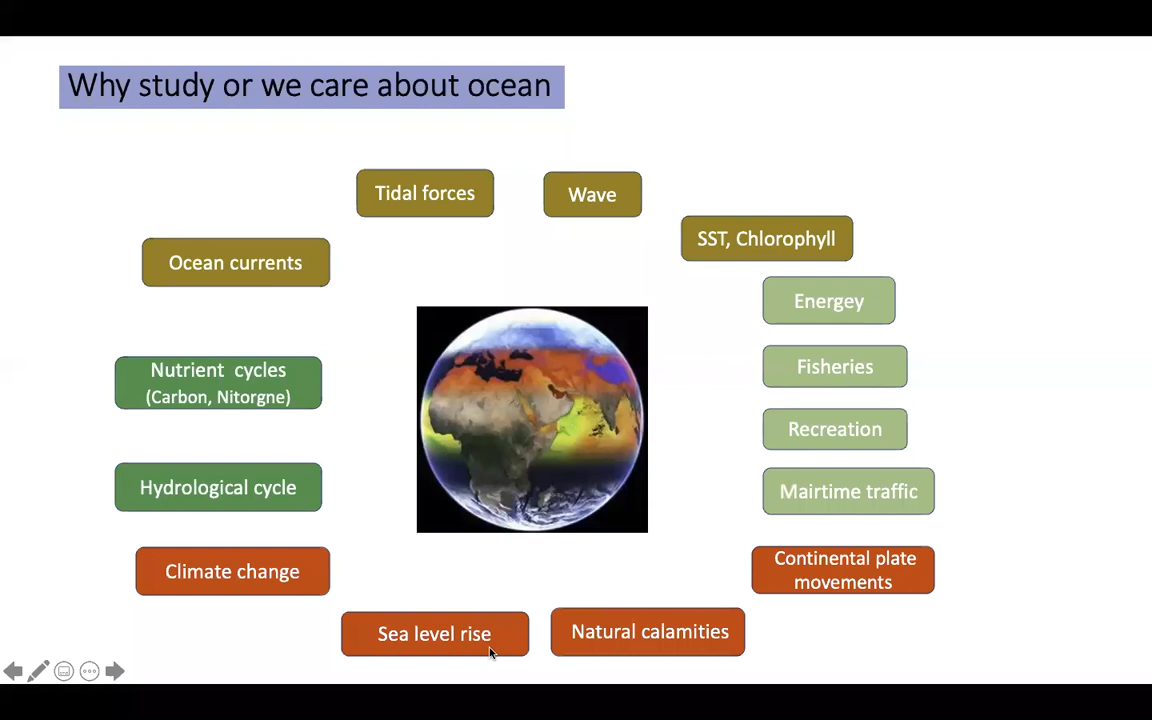 Why study or we care about ocean
Tidal forces
Wave
SST, Chlorophyll
Ocean currents
Energey
Nutrient cycles
(Carbon, Nitorgne)
Fisheries
Recreation
Hydrological cycle
Mairtime traffic
Climate change
Continental plate
movements
Sea level rise
Natural calamities